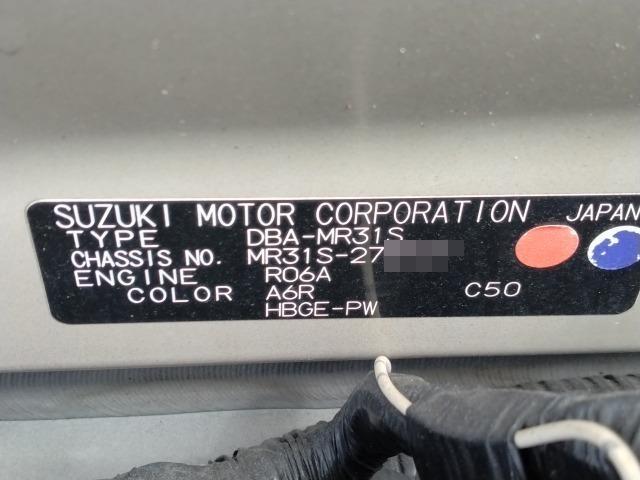 SUZUKI MOTOR CORPORATION JAPAN
TYPE DBA-MR31S
CHASSIS NO. MR31S-27
ENGINE R06A
COLOR A6R C50
HBGE-PW